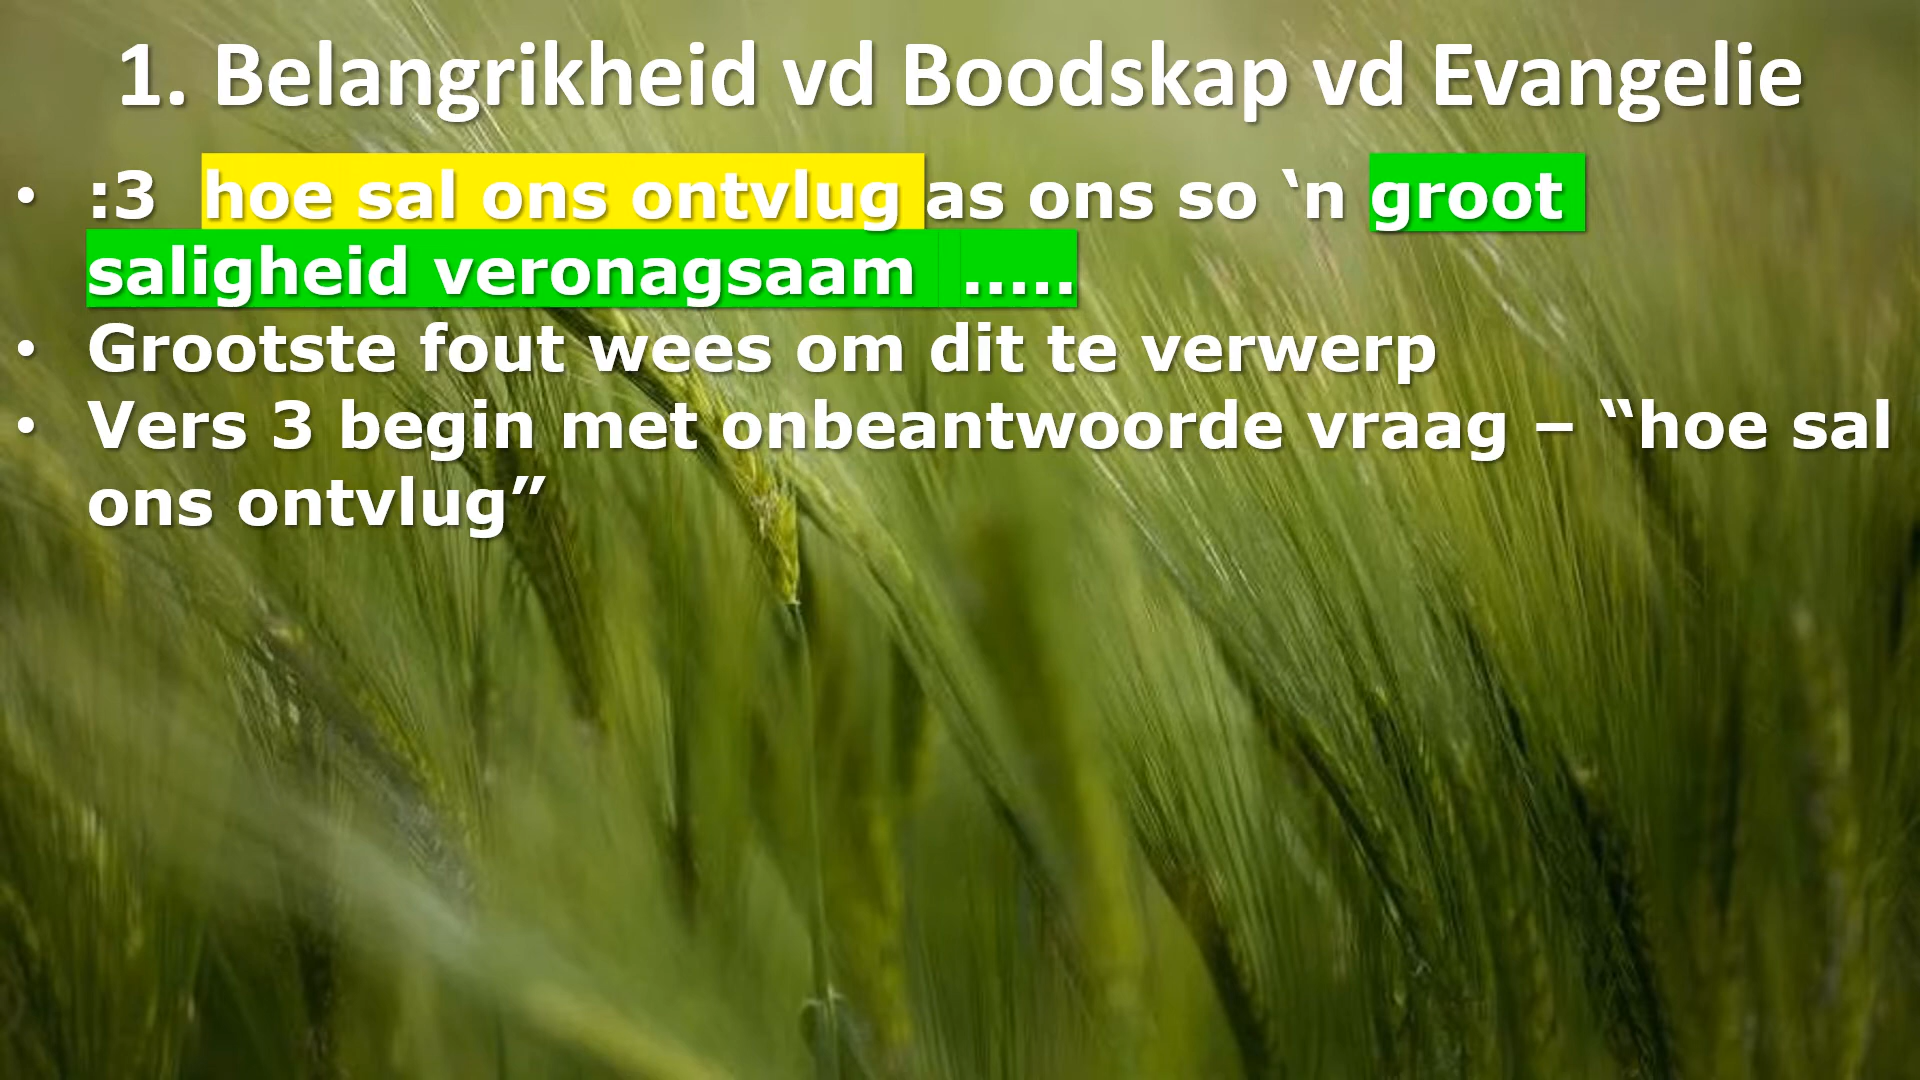 1. Belangrikheid vd Boodskap vd Evangelie
• :3  hoe sal ons ontvlug as ons so ‘n groot
saligheid veronagsaam  …..
• Grootste fout wees om dit te verwerp
• Vers 3 begin met onbeantwoorde vraag – “hoe sal
ons ontvlug”